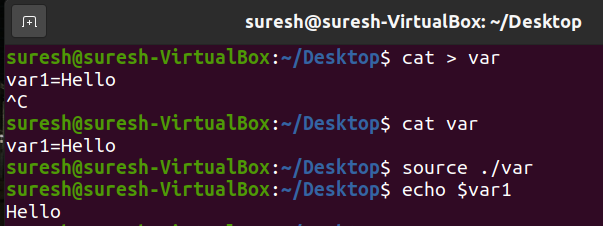 suresh@suresh-VirtualBox: ~/Desktop
suresh@suresh-VirtualBox:~/Desktop$ cat > var
var1=Hello
^C
suresh@suresh-VirtualBox:~/Desktop$ cat var
var1=Hello
suresh@suresh-VirtualBox:~/Desktop$ source ./var
suresh@suresh-VirtualBox:~/Desktop$ echo $var1
Hello